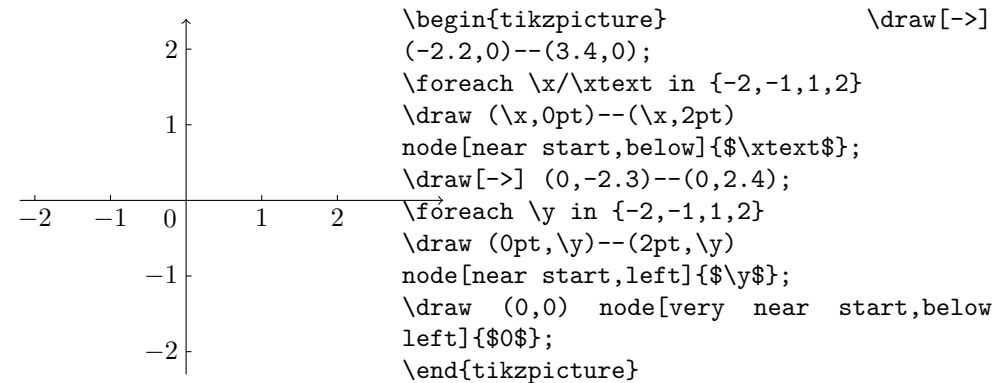 2
1
−2 −1 0 1 2
−1
−2
\begin{tikzpicture} \draw[->]
(-2.2,0)--(3.4,0);
\foreach \x/\xtext in {-2,-1,1,2}
\draw (\x,0pt)--(\x,2pt)
node[near start,below]{$\xtext$};
\draw[->] (0,-2.3)--(0,2.4);
\foreach \y in {-2,-1,1,2}
\draw (0pt,\y)--(2pt,\y)
node[near start,left]{$\y$};
\draw (0,0) node[very near start,below
left]{$0$};
\end{tikzpicture}